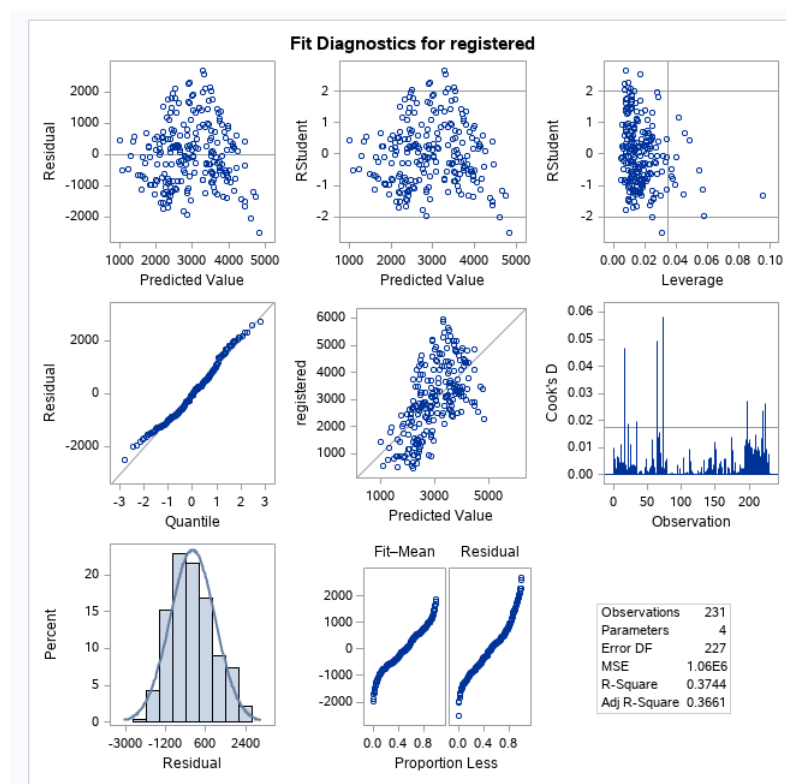 Fit Diagnostics for registered
Residual
2000
1000
0
-1000
-2000
1000 2000 3000 4000 5000
Predicted Value
RStudent
2
1
0
-1
-2
1000 2000 3000 4000 5000
Predicted Value
RStudent
2
1
0
-1
-2
0.00 0.02 0.04 0.06 0.08 0.10
Leverage
Residual
2000
0
-2000
-3 -2 -1 0 1 2 3
Quantile
registered
6000
5000
4000
3000
2000
1000
1000 3000 5000
Predicted Value
Cook's D
0.06
0.05
0.04
0.03
0.02
0.01
0.00
0 50 100 150 200
Observation
Percent
20
15
10
5
0
-3000 -1200 600 2400
Residual
Fit–Mean Residual
2000
1000
0
-1000
-2000
0.0 0.4 0.8 0.0 0.4 0.8
Proportion Less
Observations 231
Parameters 4
Error DF 227
MSE 1.06E6
R-Square 0.3744
Adj R-Square 0.3661